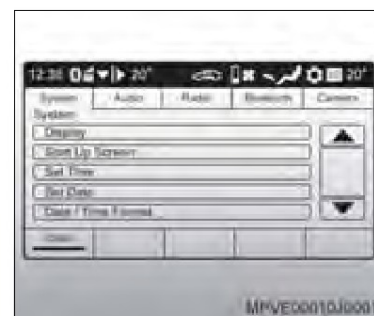 12:36 20° 20°
System Audio Radio Bluetooth Camera
System
Display
Start Up Screen
Set Time
Set Date
Date / Time Format
MPVE00010J0001